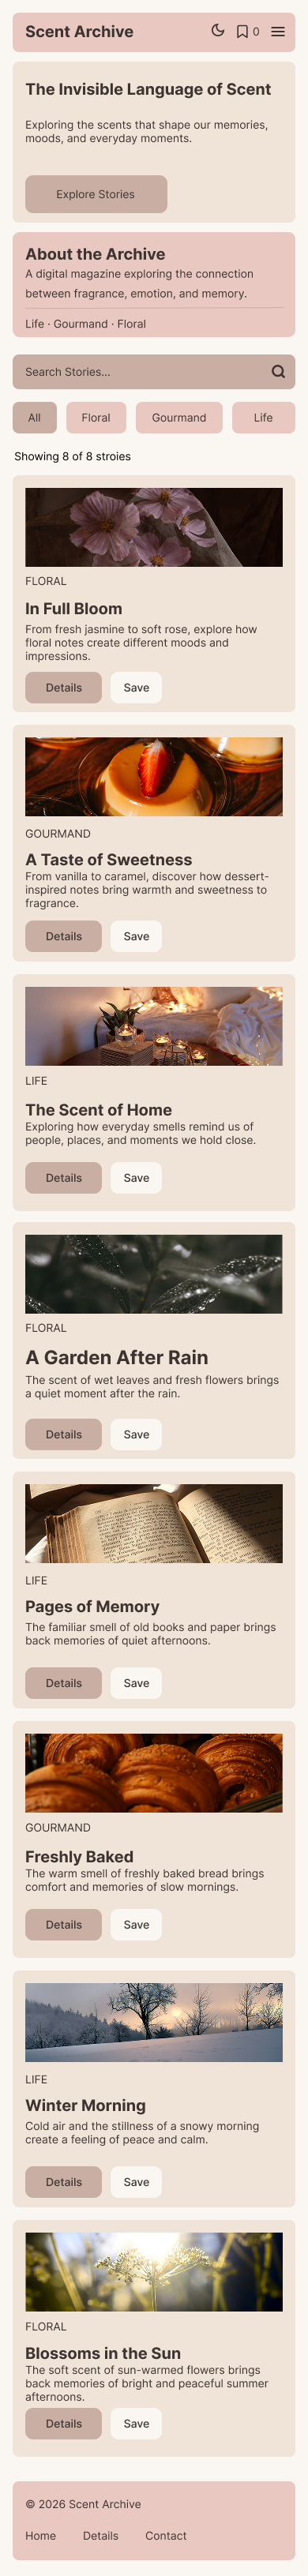 Scent Archive 0
The Invisible Language of Scent
Exploring the scents that shape our memories,
moods, and everyday moments.
Explore Stories
About the Archive
A digital magazine exploring the connection
between fragrance, emotion, and memory.
Life · Gourmand · Floral
Search Stories...
All Floral Gourmand Life
Showing 8 of 8 stroies
FLORAL
In Full Bloom
From fresh jasmine to soft rose, explore how
floral notes create different moods and
impressions.
Details Save
GOURMAND
A Taste of Sweetness
From vanilla to caramel, discover how dessert-
inspired notes bring warmth and sweetness to
fragrance.
Details Save
LIFE
The Scent of Home
Exploring how everyday smells remind us of
people, places, and moments we hold close.
Details Save
FLORAL
A Garden After Rain
The scent of wet leaves and fresh flowers brings
a quiet moment after the rain.
Details Save
LIFE
Pages of Memory
The familiar smell of old books and paper brings
back memories of quiet afternoons.
Details Save
GOURMAND
Freshly Baked
The warm smell of freshly baked bread brings
comfort and memories of slow mornings.
Details Save
LIFE
Winter Morning
Cold air and the stillness of a snowy morning
create a feeling of peace and calm.
Details Save
FLORAL
Blossoms in the Sun
The soft scent of sun-warmed flowers brings
back memories of bright and peaceful summer
afternoons.
Details Save
© 2026 Scent Archive
Home Details Contact